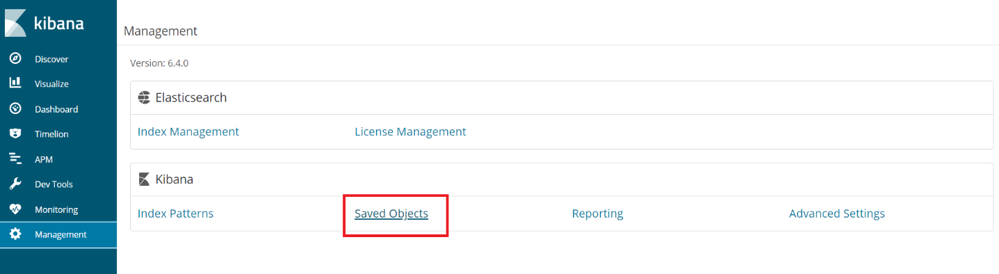 kibana
Discover
Visualize
Dashboard
Timelion
APM
Dev Tools
Monitoring
Management
Management
Version: 6.4.0
Elasticsearch
Index Management License Management
Kibana
Index Patterns Saved Objects Reporting Advanced Settings